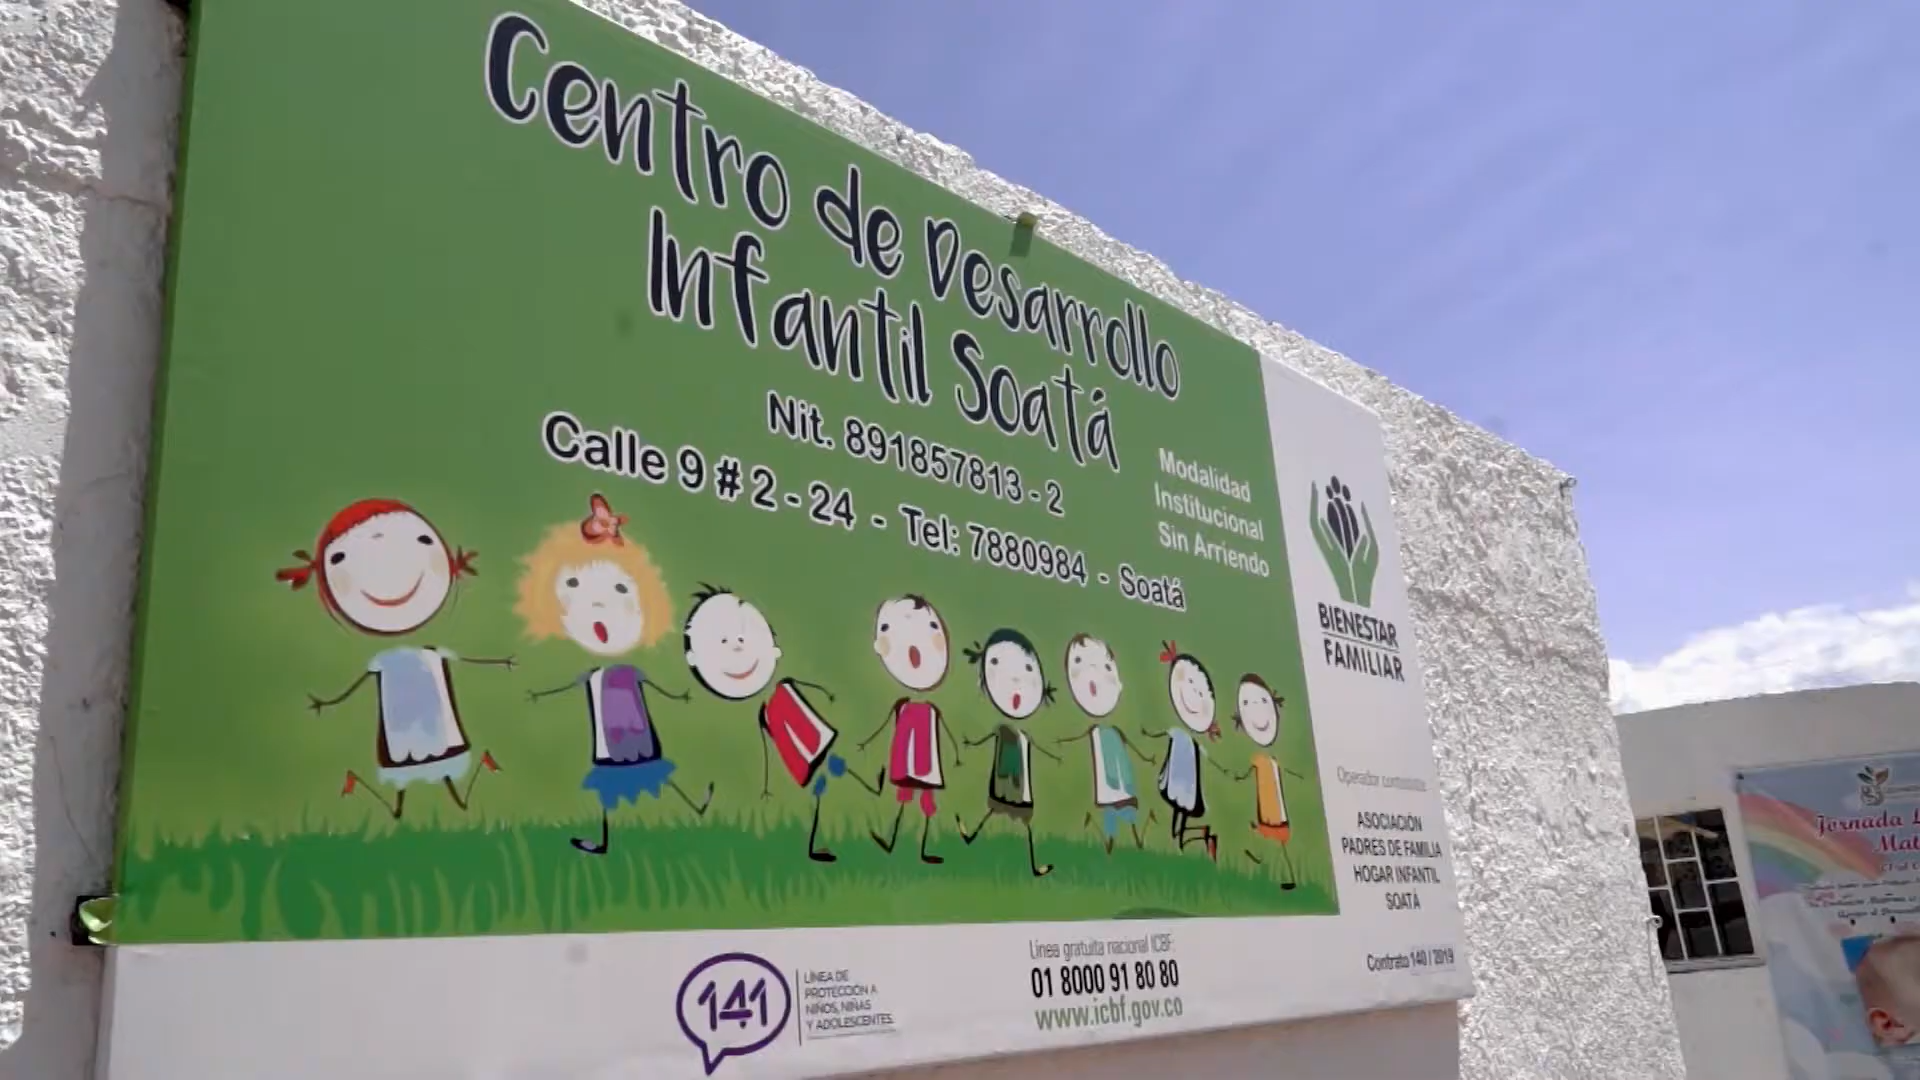 Centro de Desarrollo
Infantil Soatá
Nit. 891857813 - 2
Calle 9 # 2 - 24 - Tel: 7880984 - Soatá
Modalidad
Institucional
Sin Arriendo
BIENESTAR
FAMILIAR
Operador
ASOCIACIÓN
PADRES DE FAMILIA
HOGAR INFANTIL
SOATÁ
Contrato 140 / 2019
141
LÍNEA DE
PROTECCIÓN A
NIÑOS, NIÑAS
Y ADOLESCENTES
Línea gratuita nacional ICBF:
01 8000 91 80 80
www.icbf.gov.co
Jornada